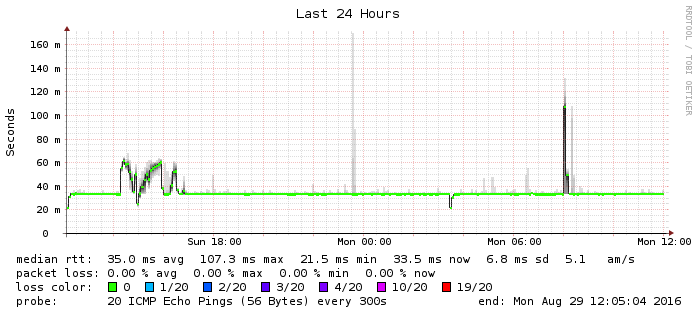 Last 24 Hours
RRDTOOL / TOBI OETIKER
Seconds
160 m
140 m
120 m
100 m
80 m
60 m
40 m
20 m
0
Sun 18:00 Mon 00:00 Mon 06:00 Mon 12:00
median rtt: 35.0 ms avg 107.3 ms max 21.5 ms min 33.5 ms now 6.8 ms sd 5.1 am/s
packet loss: 0.00 % avg 0.00 % max 0.00 % min 0.00 % now
loss color: 0 1/20 2/20 3/20 4/20 10/20 19/20
probe: 20 ICMP Echo Pings (56 Bytes) every 300s end: Mon Aug 29 12:05:04 2016